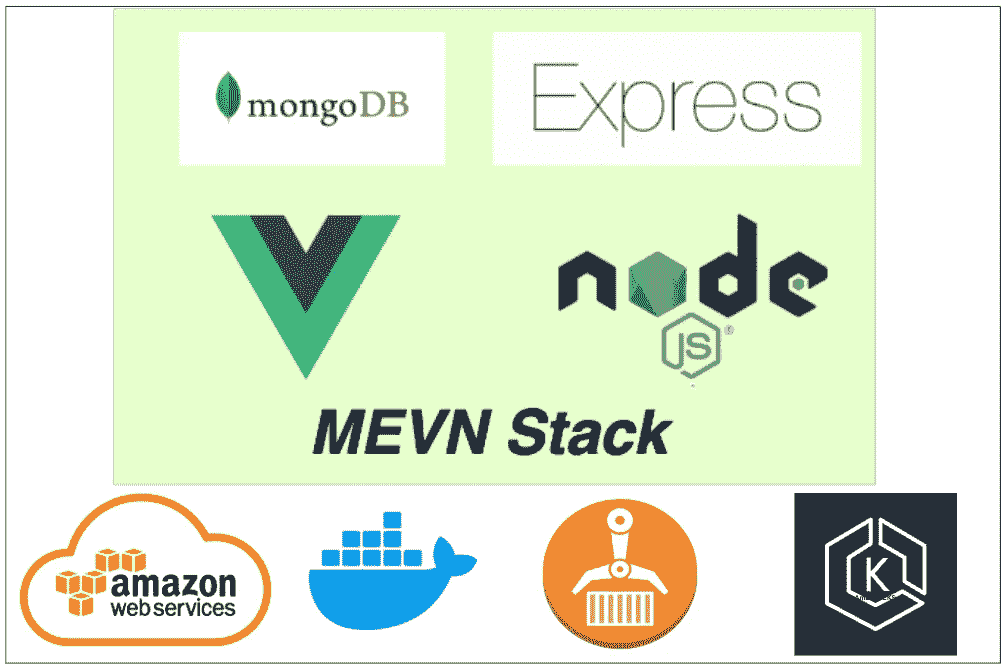 mongoDB
Express
node
JS
MEVN Stack
amazon
web services
K